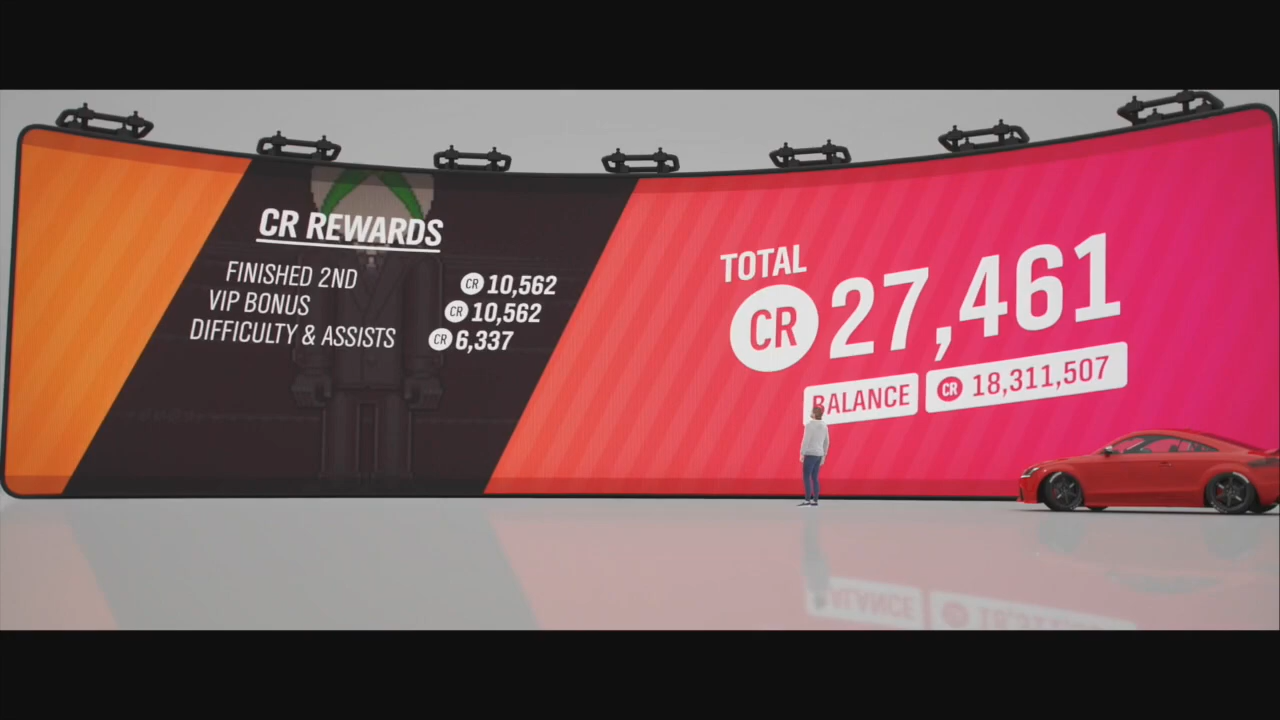 CR REWARDS
FINISHED 2ND CR 10,562
VIP BONUS CR 10,562
DIFFICULTY & ASSISTS CR 6,337
TOTAL
CR 27,461
BALANCE CR 18,311,507